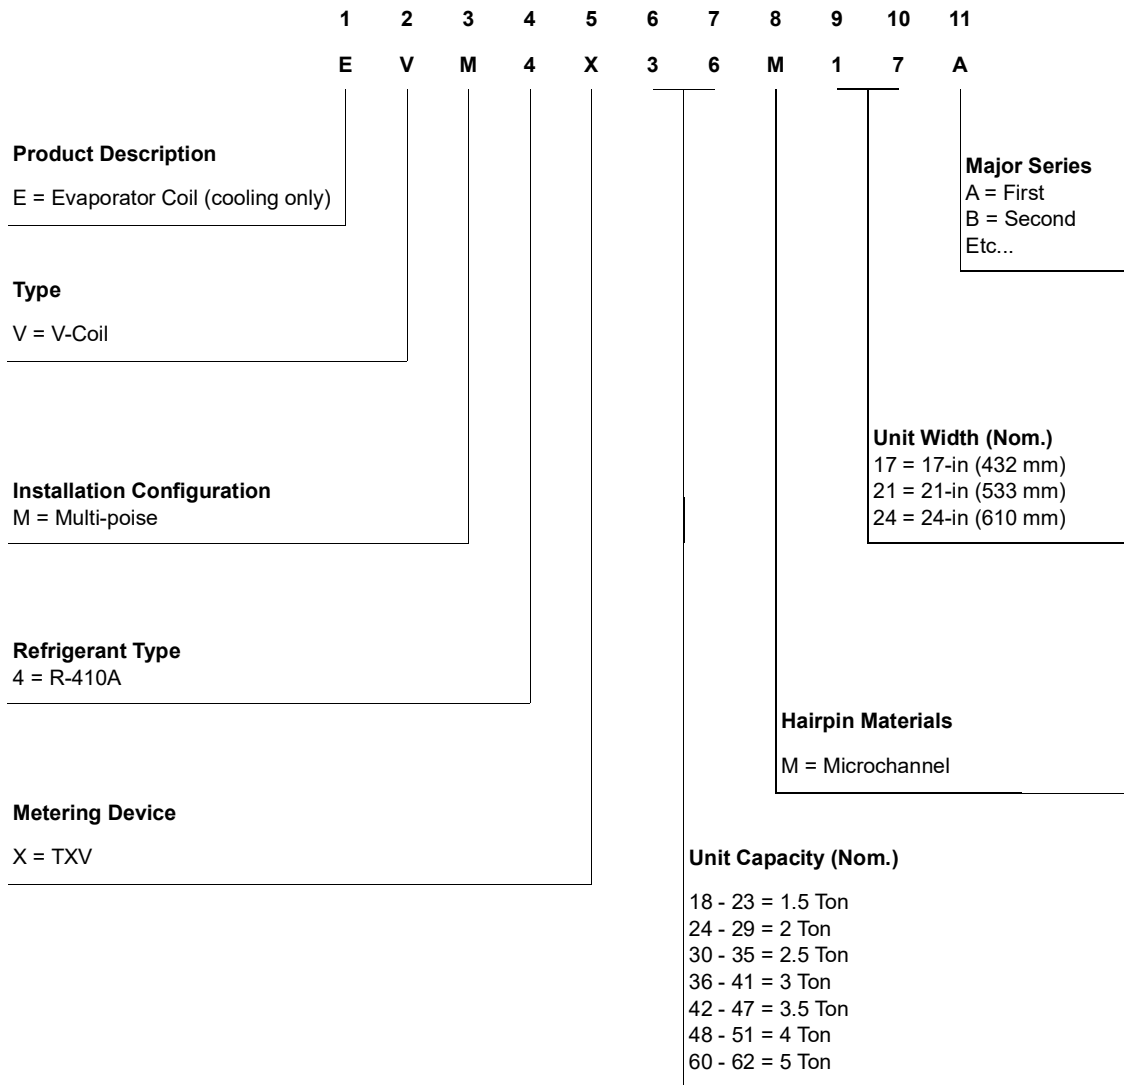 1 2 3 4 5 6 7 8 9 10 11
E V M 4 X 3 6 M 1 7 A
Product Description
E = Evaporator Coil (cooling only)
Major Series
A = First
B = Second
Etc...
Type
V = V-Coil
Unit Width (Nom.)
17 = 17-in (432 mm)
21 = 21-in (533 mm)
24 = 24-in (610 mm)
Installation Configuration
M = Multi-poise
Refrigerant Type
4 = R-410A
Hairpin Materials
M = Microchannel
Metering Device
X = TXV
Unit Capacity (Nom.)
18 - 23 = 1.5 Ton
24 - 29 = 2 Ton
30 - 35 = 2.5 Ton
36 - 41 = 3 Ton
42 - 47 = 3.5 Ton
48 - 51 = 4 Ton
60 - 62 = 5 Ton